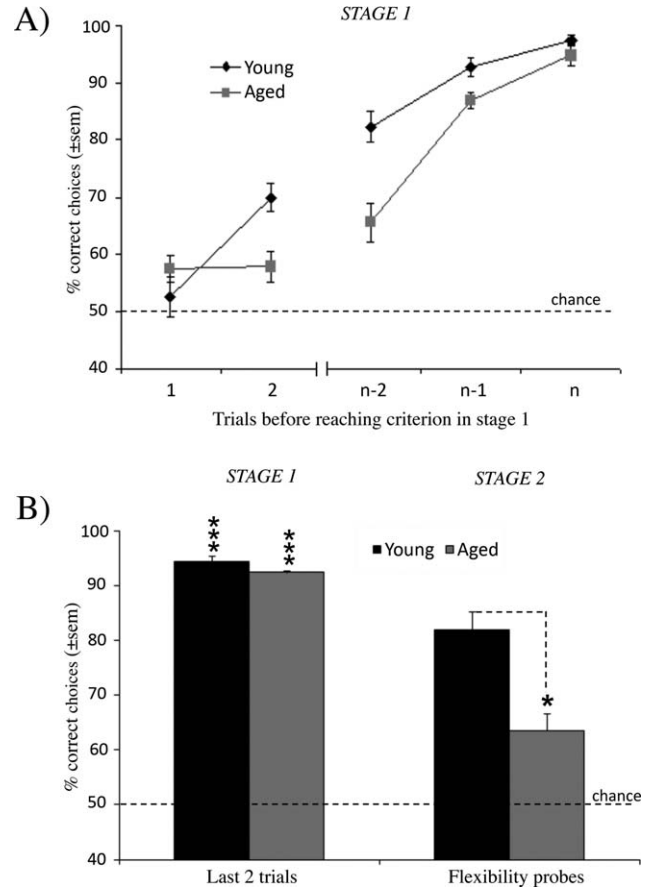 A)
STAGE 1
100
90
80
70
60
50
40
% correct choices (±sem)
Young
Aged
chance
1 2 n-2 n-1 n
Trials before reaching criterion in stage 1
B)
STAGE 1 STAGE 2
100
90
80
70
60
50
40
% correct choices (±sem)
*** ***
Young Aged
*
chance
Last 2 trials Flexibility probes